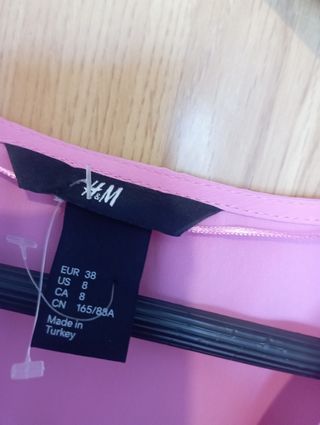 H&M
EUR 38
US 8
CA 8
CN 165/88A
Made in
Turkey